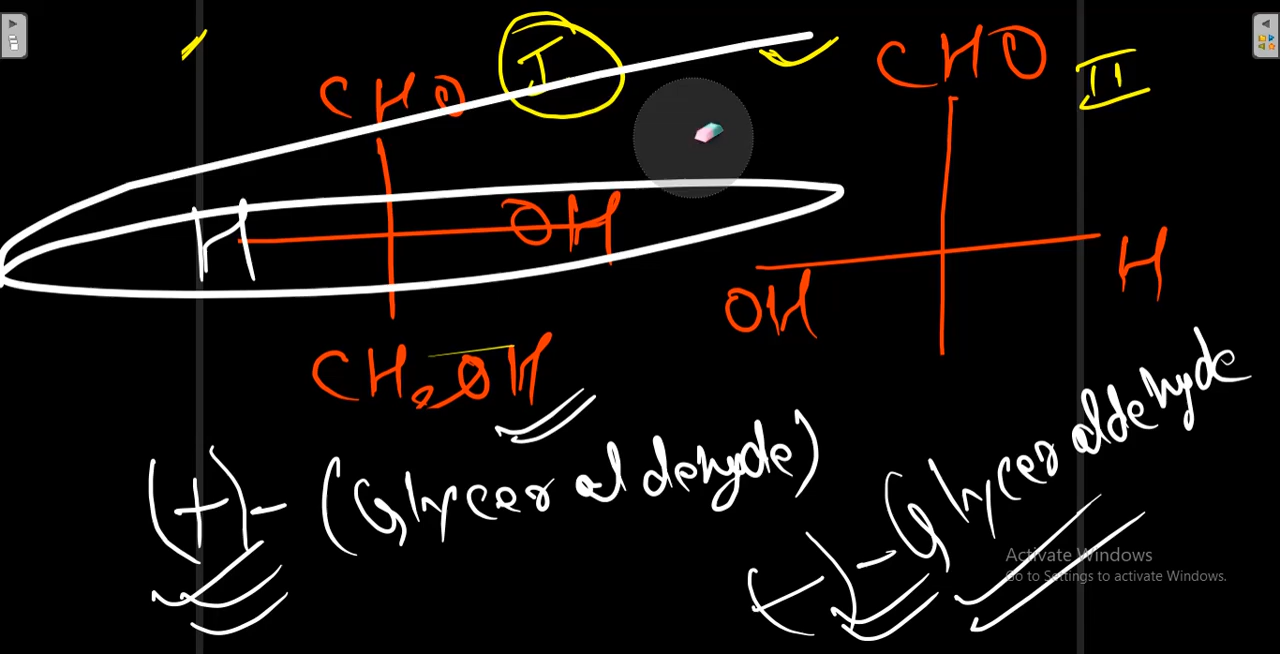 I
CHO
CHO
II
H
OH
OH
H
CH2OH
(+)- (Glyceraldehyde)
(-)- Glyceraldehyde
Activate Windows
Go to Settings to activate Windows.